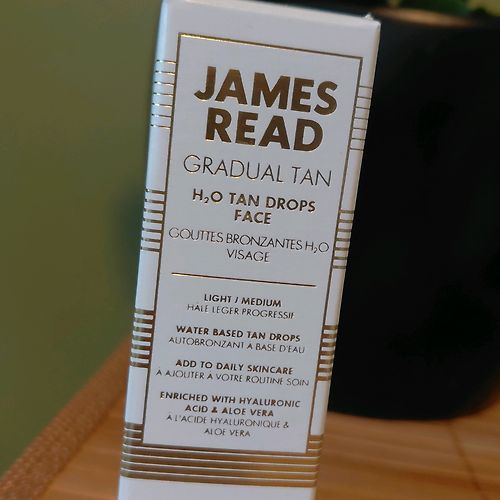 JAMES
READ
GRADUAL TAN
H₂O TAN DROPS
FACE
GOUTTES BRONZANTES H₂O
VISAGE
LIGHT / MEDIUM
HALE LEGER PROGRESSIF
WATER BASED TAN DROPS
AUTOBRONZANT A BASE D'EAU
ADD TO DAILY SKINCARE
À AJOUTER À VOTRE ROUTINE SOIN
ENRICHED WITH HYALURONIC
ACID & ALOE VERA
À L'ACIDE HYALURONIQUE &
ALOE VERA